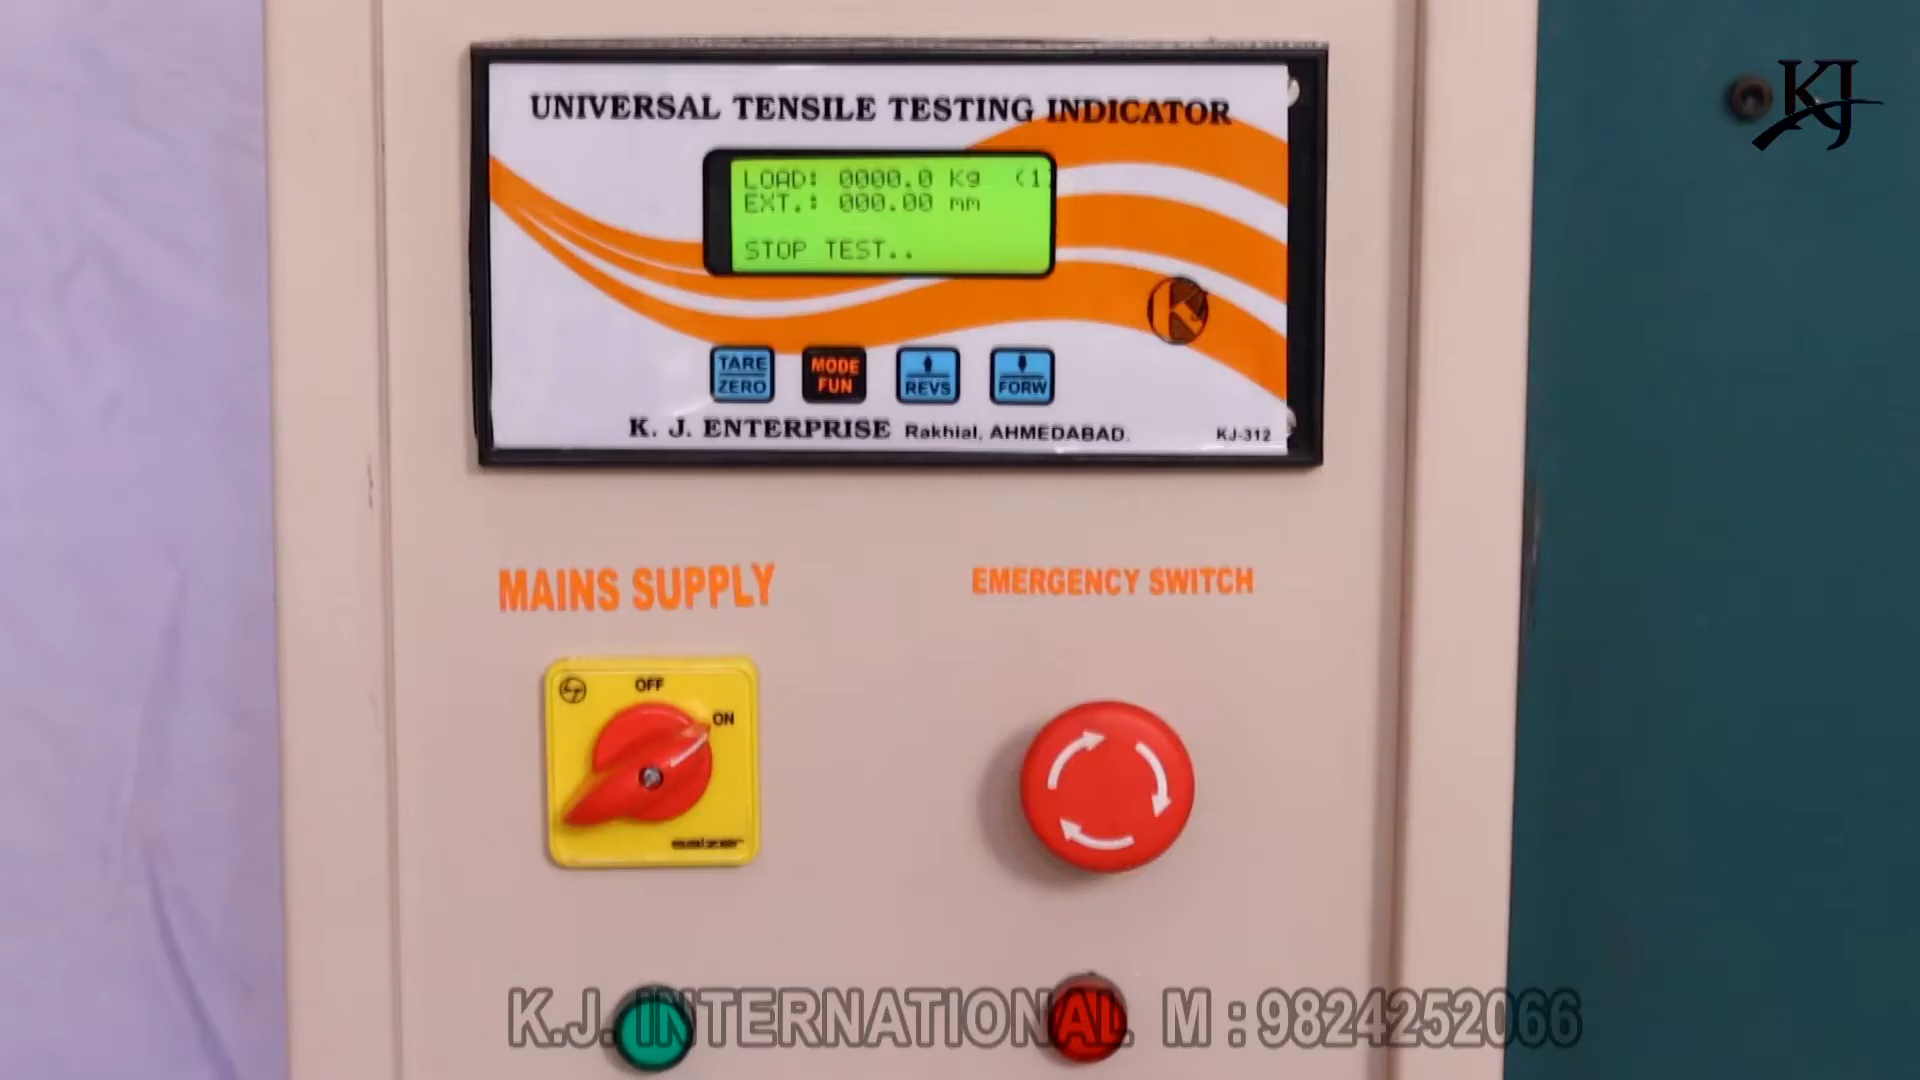 KJ
UNIVERSAL TENSILE TESTING INDICATOR
LOAD: 0000.0 Kg (1
EXT.: 000.00 mm
STOP TEST..
TARE
ZERO
MODE
FUN
REVS
FORW
K. J. ENTERPRISE Rakhial, AHMEDABAD.
KJ-312
MAINS SUPPLY
EMERGENCY SWITCH
OFF
ON
K.J. INTERNATIONAL M : 9824252066